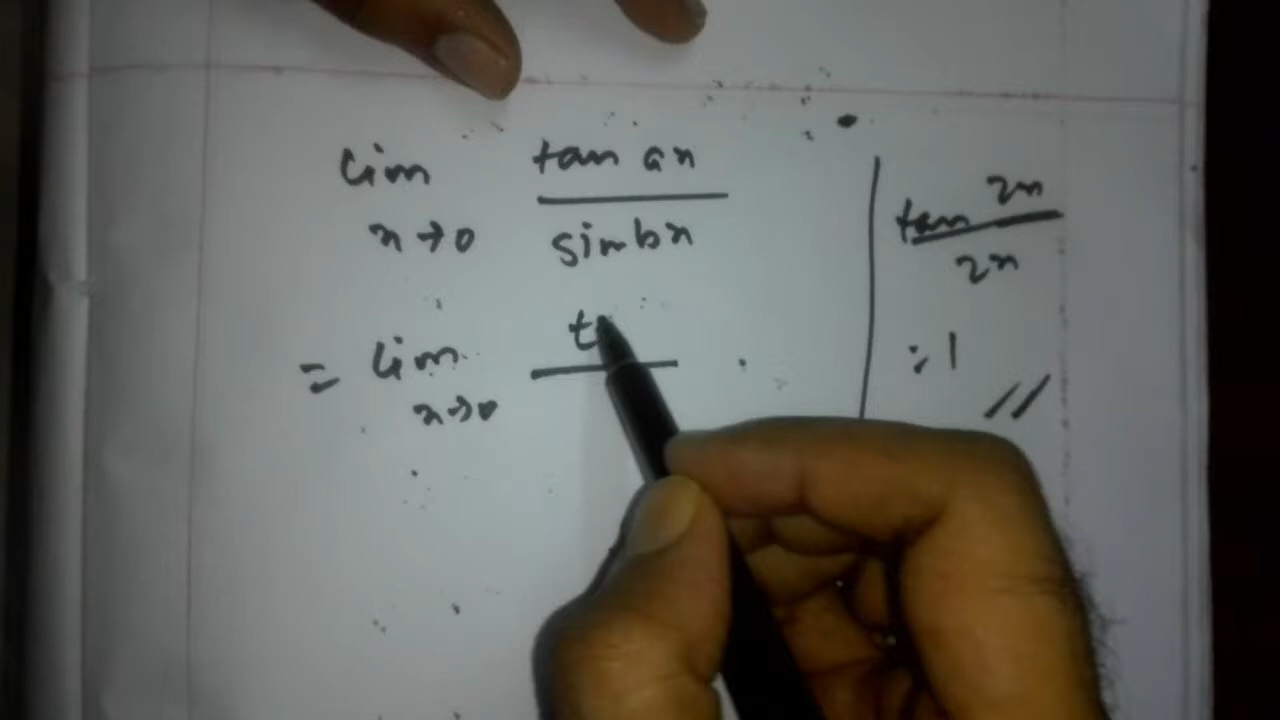 lim tan ax
x→0 sin bx
= lim t
x→0
tan 2x
2x
= 1 //